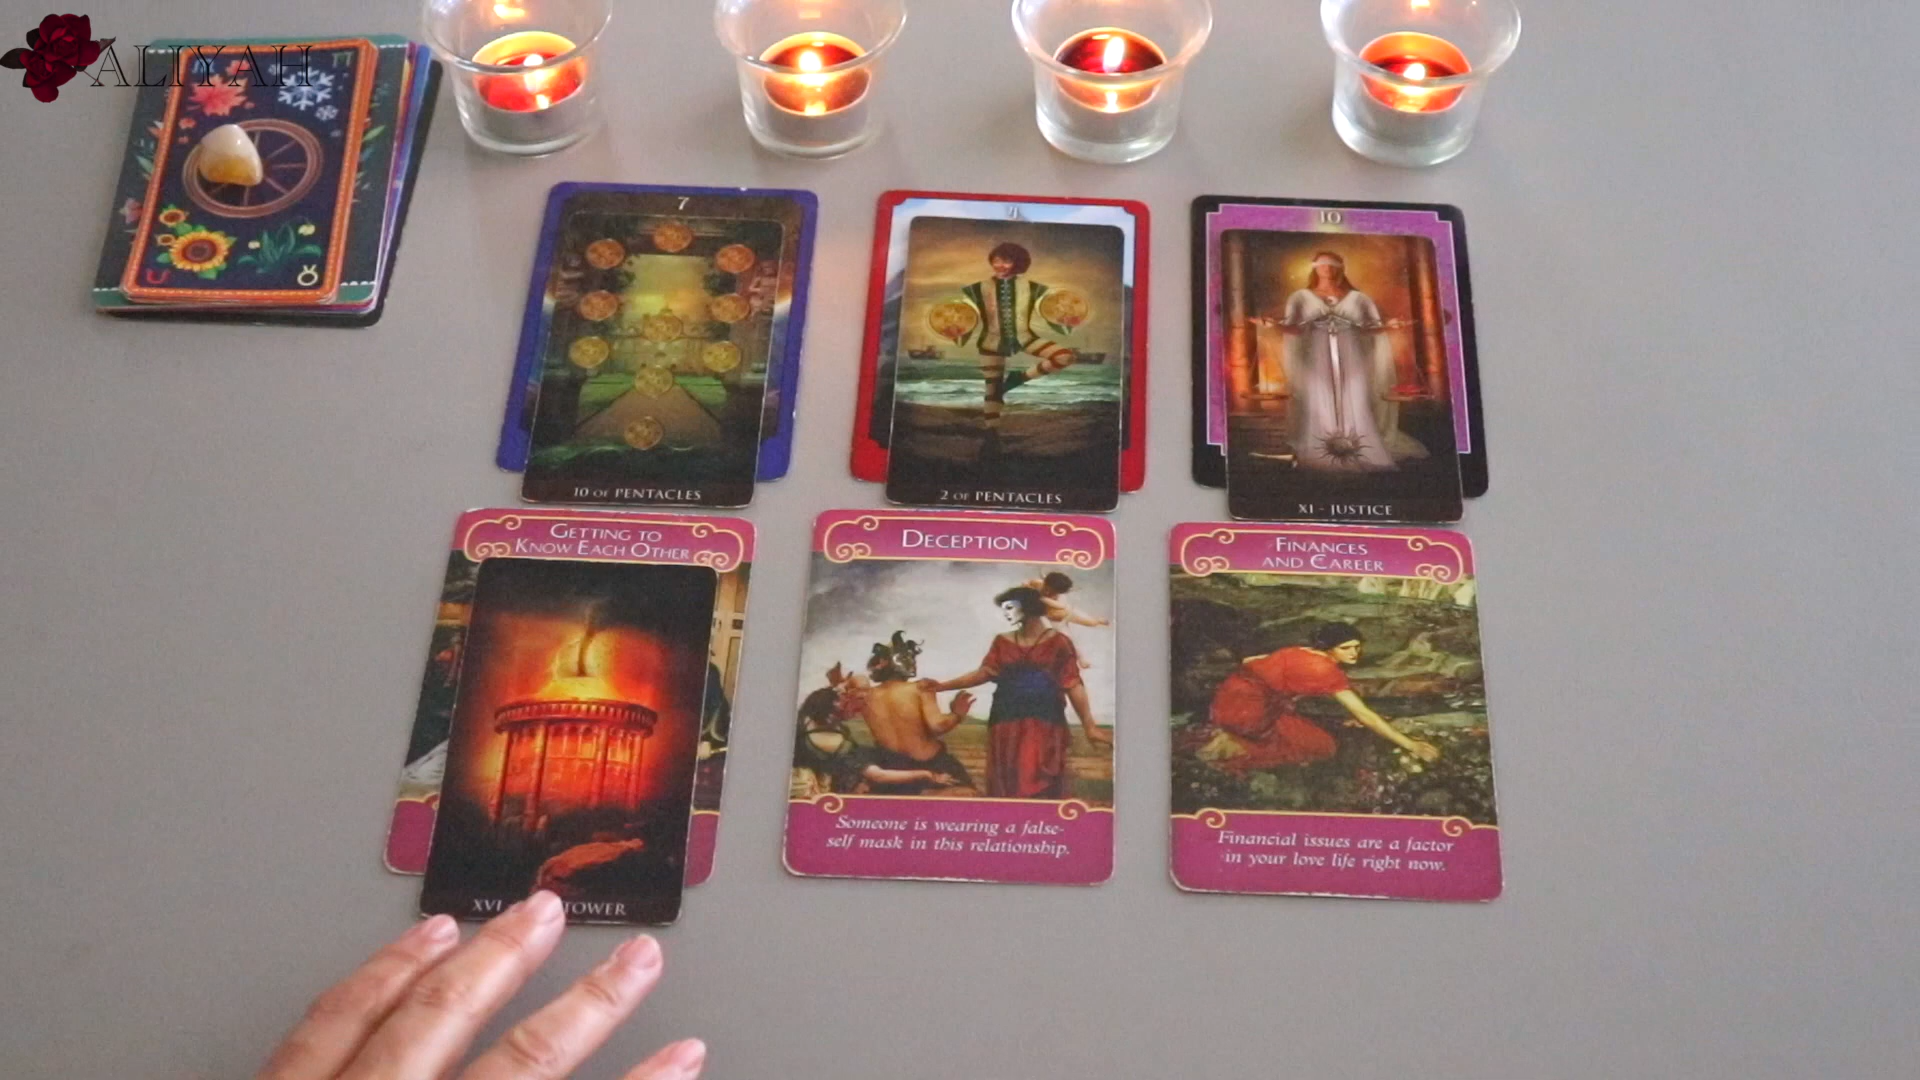 ALIYAH
7
4
10
10 OF PENTACLES
2 OF PENTACLES
XI - JUSTICE
GETTING TO
KNOW EACH OTHER
DECEPTION
FINANCES
AND CAREER
Someone is wearing a false-
self mask in this relationship.
Financial issues are a factor
in your love life right now.
XVI TOWER